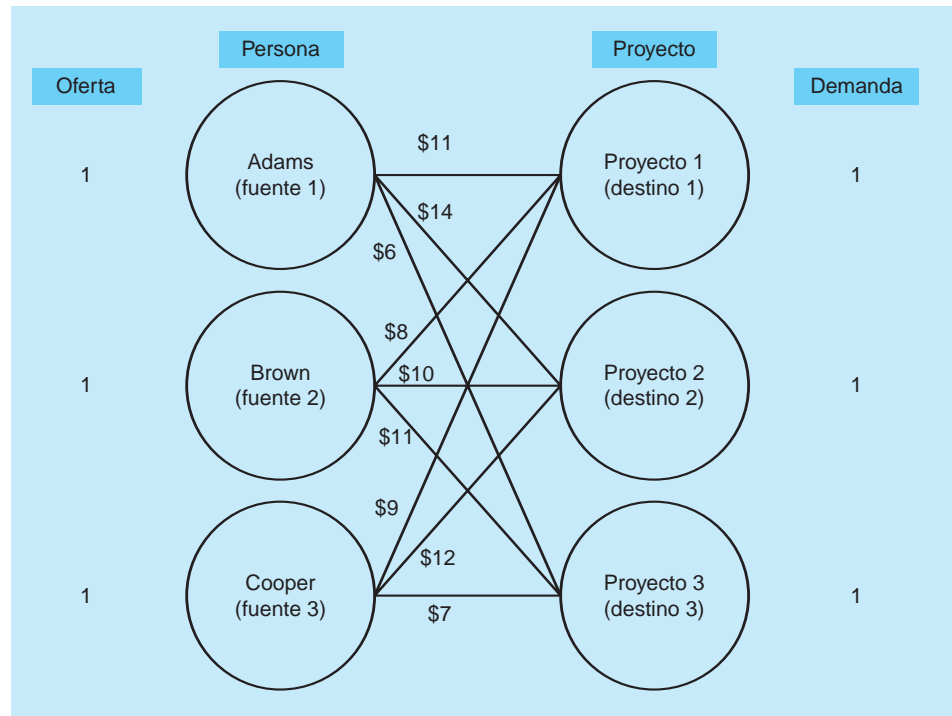 Persona
Proyecto
Oferta
Demanda
$11
Adams
(fuente 1)
Proyecto 1
(destino 1)
1
1
$14
$6
$8
Brown
(fuente 2)
$10
Proyecto 2
(destino 2)
1
1
$11
$9
$12
Cooper
(fuente 3)
Proyecto 3
(destino 3)
1
1
$7